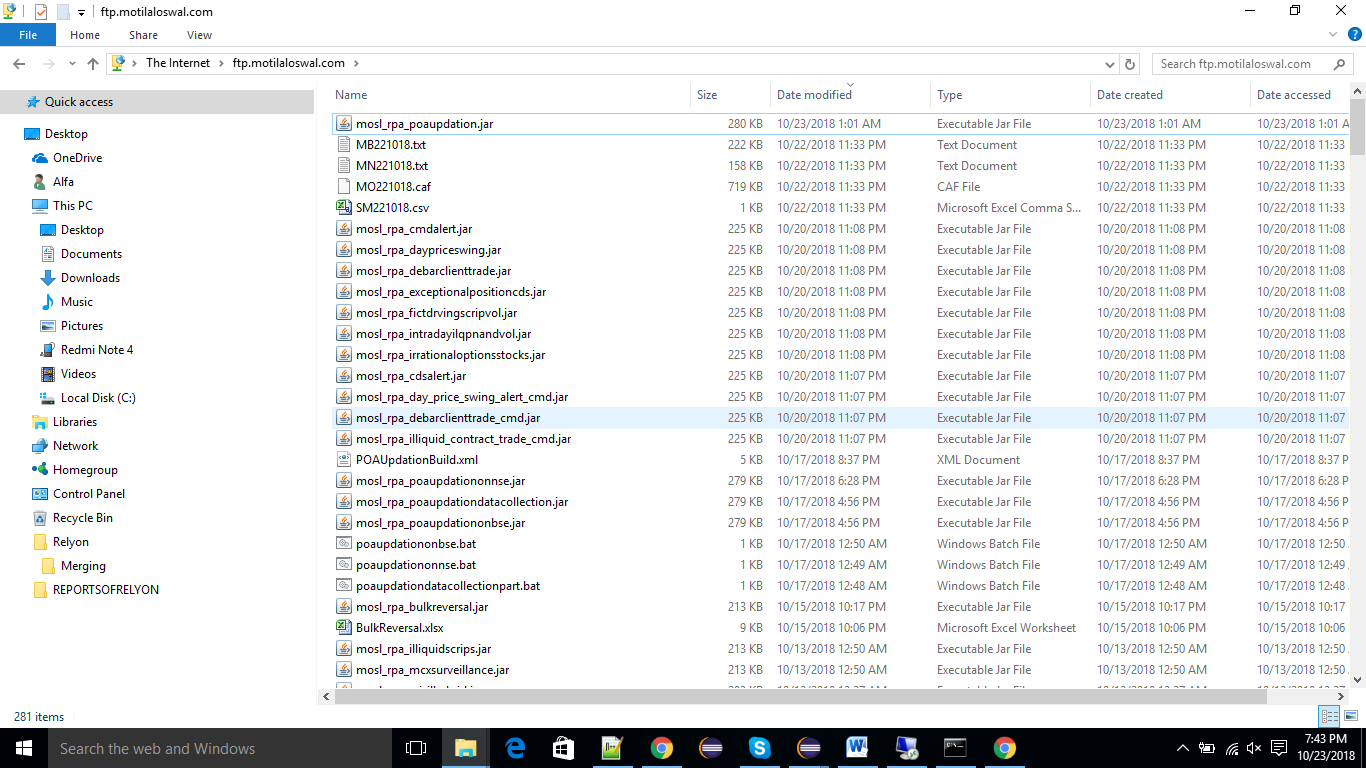 ftp.motilaloswal.com
File Home Share View
The Internet ftp.motilaloswal.com Search ftp.motilaloswal.com
Quick access
Desktop
OneDrive
Alfa
This PC
Desktop
Documents
Downloads
Music
Pictures
Redmi Note 4
Videos
Local Disk (C:)
Libraries
Network
Homegroup
Control Panel
Recycle Bin
Relyon
Merging
REPORTSOFRELYON
Name Size Date modified Type Date created Date accessed
mosl_rpa_poaupdation.jar 280 KB 10/23/2018 1:01 AM Executable Jar File 10/23/2018 1:01 AM 10/23/2018 1:01 A
MB221018.txt 222 KB 10/22/2018 11:33 PM Text Document 10/22/2018 11:33 PM 10/22/2018 11:33
MN221018.txt 158 KB 10/22/2018 11:33 PM Text Document 10/22/2018 11:33 PM 10/22/2018 11:33
MO221018.caf 719 KB 10/22/2018 11:33 PM CAF File 10/22/2018 11:33 PM 10/22/2018 11:33
SM221018.csv 1 KB 10/22/2018 11:33 PM Microsoft Excel Comma S... 10/22/2018 11:33 PM 10/22/2018 11:33
mosl_rpa_cmdalert.jar 225 KB 10/20/2018 11:08 PM Executable Jar File 10/20/2018 11:08 PM 10/20/2018 11:08
mosl_rpa_daypriceswing.jar 225 KB 10/20/2018 11:08 PM Executable Jar File 10/20/2018 11:08 PM 10/20/2018 11:08
mosl_rpa_debarclienttrade.jar 225 KB 10/20/2018 11:08 PM Executable Jar File 10/20/2018 11:08 PM 10/20/2018 11:08
mosl_rpa_exceptionalpositioncds.jar 225 KB 10/20/2018 11:08 PM Executable Jar File 10/20/2018 11:08 PM 10/20/2018 11:08
mosl_rpa_fictdrvingscripvol.jar 225 KB 10/20/2018 11:08 PM Executable Jar File 10/20/2018 11:08 PM 10/20/2018 11:08
mosl_rpa_intradayilqpnandvol.jar 225 KB 10/20/2018 11:08 PM Executable Jar File 10/20/2018 11:08 PM 10/20/2018 11:08
mosl_rpa_irrationaloptionsstocks.jar 225 KB 10/20/2018 11:08 PM Executable Jar File 10/20/2018 11:08 PM 10/20/2018 11:08
mosl_rpa_cdsalert.jar 225 KB 10/20/2018 11:07 PM Executable Jar File 10/20/2018 11:07 PM 10/20/2018 11:07
mosl_rpa_day_price_swing_alert_cmd.jar 225 KB 10/20/2018 11:07 PM Executable Jar File 10/20/2018 11:07 PM 10/20/2018 11:07
mosl_rpa_debarclienttrade_cmd.jar 225 KB 10/20/2018 11:07 PM Executable Jar File 10/20/2018 11:07 PM 10/20/2018 11:07
mosl_rpa_illiquid_contract_trade_cmd.jar 225 KB 10/20/2018 11:07 PM Executable Jar File 10/20/2018 11:07 PM 10/20/2018 11:07
POAUpdationBuild.xml 5 KB 10/17/2018 8:37 PM XML Document 10/17/2018 8:37 PM 10/17/2018 8:37 P
mosl_rpa_poaupdationonnse.jar 279 KB 10/17/2018 6:28 PM Executable Jar File 10/17/2018 6:28 PM 10/17/2018 6:28 P
mosl_rpa_poaupdationdatacollection.jar 279 KB 10/17/2018 4:56 PM Executable Jar File 10/17/2018 4:56 PM 10/17/2018 4:56 P
mosl_rpa_poaupdationonbse.jar 279 KB 10/17/2018 4:56 PM Executable Jar File 10/17/2018 4:56 PM 10/17/2018 4:56 P
poaupdationonbse.bat 1 KB 10/17/2018 12:50 AM Windows Batch File 10/17/2018 12:50 AM 10/17/2018 12:50
poaupdationonnse.bat 1 KB 10/17/2018 12:49 AM Windows Batch File 10/17/2018 12:49 AM 10/17/2018 12:49
poaupdationdatacollectionpart.bat 1 KB 10/17/2018 12:48 AM Windows Batch File 10/17/2018 12:48 AM 10/17/2018 12:48
mosl_rpa_bulkreversal.jar 213 KB 10/15/2018 10:17 PM Executable Jar File 10/15/2018 10:17 PM 10/15/2018 10:17
BulkReversal.xlsx 9 KB 10/15/2018 10:06 PM Microsoft Excel Worksheet 10/15/2018 10:06 PM 10/15/2018 10:06
mosl_rpa_illiquidscrips.jar 213 KB 10/13/2018 12:50 AM Executable Jar File 10/13/2018 12:50 AM 10/13/2018 12:50
mosl_rpa_mcxsurveillance.jar 213 KB 10/13/2018 12:50 AM Executable Jar File 10/13/2018 12:50 AM 10/13/2018 12:50
281 items
Search the web and Windows
7:43 PM
10/23/2018